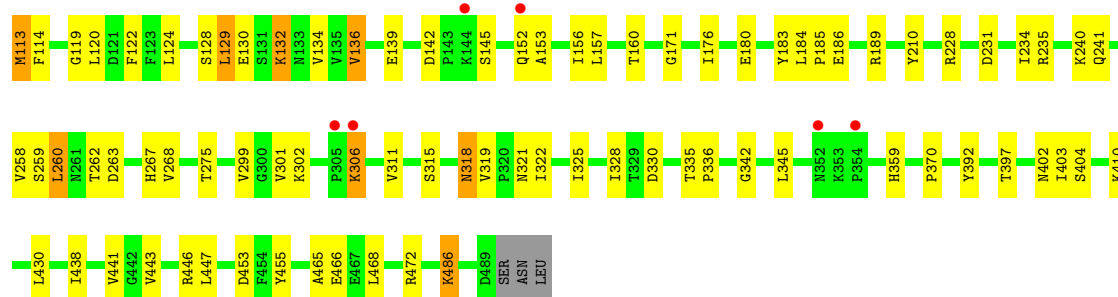 M113 F114 G119 L120 D121 F122 F123 L124 S128 L129 E130 S131 K132 N133 V134 V135 V136 E139 D142 P143 K144 S145 Q152 A153 I156 L157 T160 G171 I176 E180 Y183 L184 P185 E186 R189 Y210 R228 D231 I234 R235 K240 Q241
V258 S259 L260 N261 T262 D263 H267 V268 T275 V299 G300 V301 K302 P305 K306 V311 S315 N318 V319 P320 N321 I322 I325 I328 T329 D330 T335 P336 G342 L345 N352 K353 P354 H359 P370 Y392 T397 N402 I403 S404
L430 I438 V441 G442 V443 R446 L447 D453 F454 Y455 A465 E466 E467 L468 R472 K486 D489 SER ASN LEU